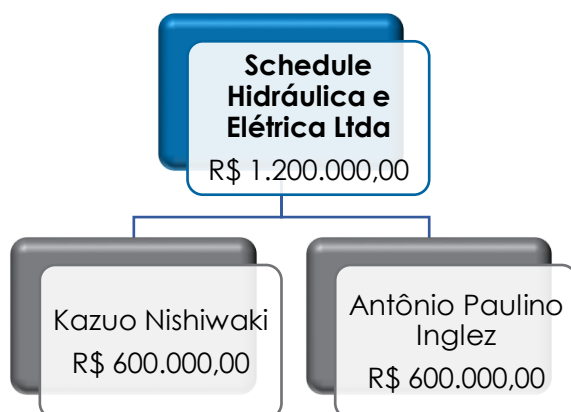 Schedule
Hidráulica e
Elétrica Ltda
R$ 1.200.000,00
Kazuo Nishiwaki
R$ 600.000,00
Antônio Paulino
Inglez
R$ 600.000,00